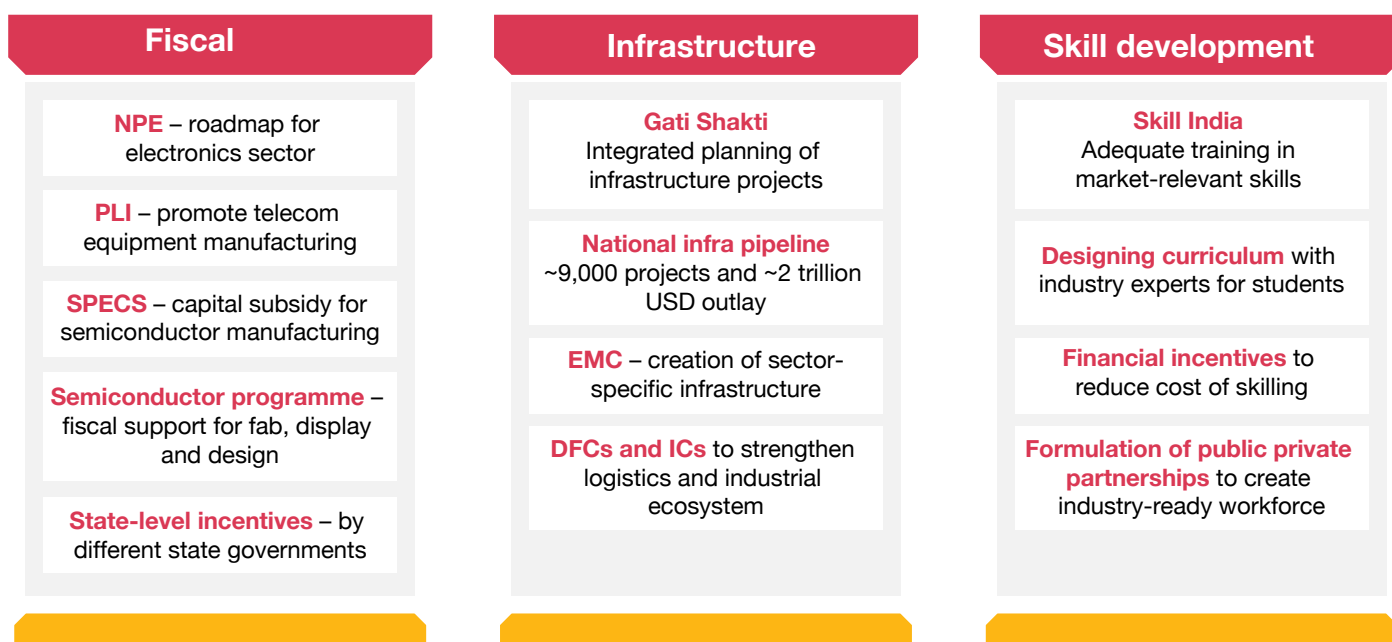 Fiscal
NPE – roadmap for
electronics sector
PLI – promote telecom
equipment manufacturing
SPECS – capital subsidy for
semiconductor manufacturing
Semiconductor programme –
fiscal support for fab, display
and design
State-level incentives – by
different state governments
Infrastructure
Gati Shakti
Integrated planning of
infrastructure projects
National infra pipeline
~9,000 projects and ~2 trillion
USD outlay
EMC – creation of sector-
specific infrastructure
DFCs and ICs to strengthen
logistics and industrial
ecosystem
Skill development
Skill India
Adequate training in
market-relevant skills
Designing curriculum with
industry experts for students
Financial incentives to
reduce cost of skilling
Formulation of public private
partnerships to create
industry-ready workforce